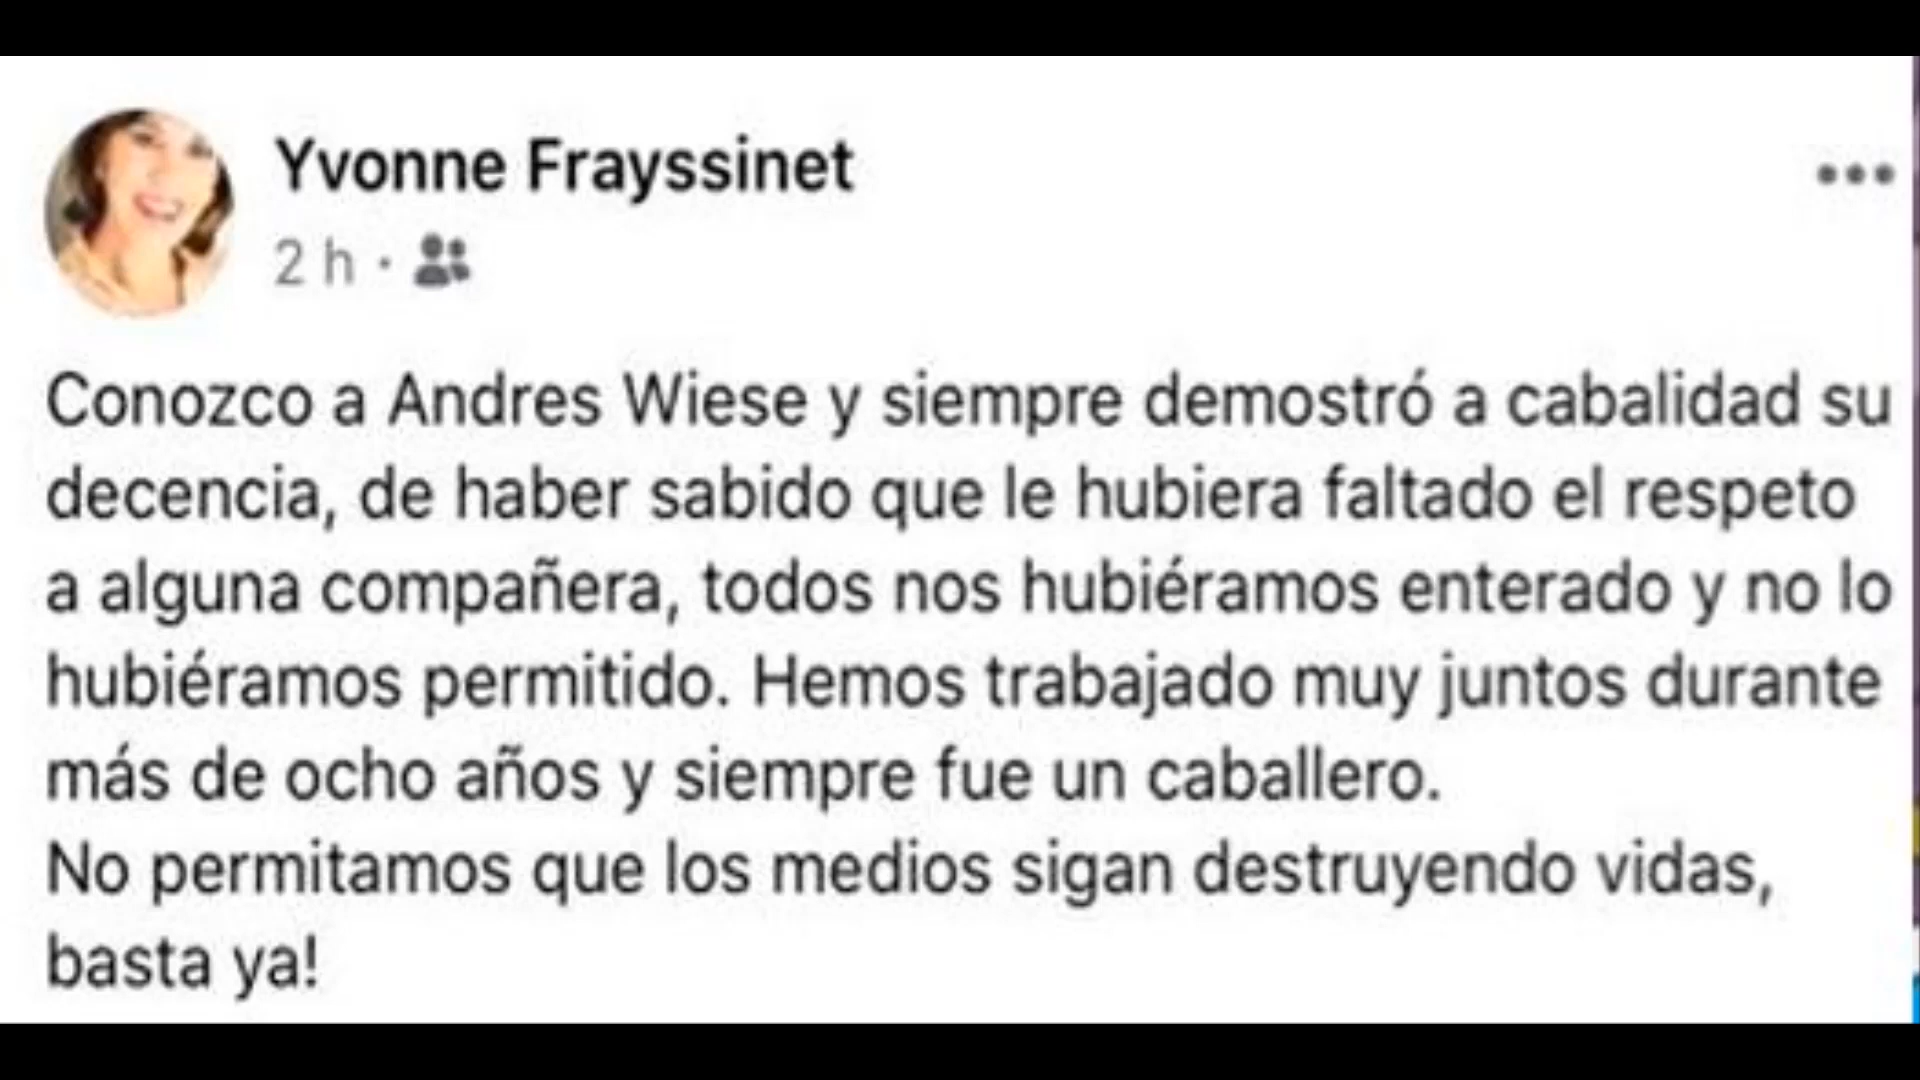 Yvonne Frayssinet
2 h ·
Conozco a Andres Wiese y siempre demostró a cabalidad su
decencia, de haber sabido que le hubiera faltado el respeto
a alguna compañera, todos nos hubiéramos enterado y no lo
hubiéramos permitido. Hemos trabajado muy juntos durante
más de ocho años y siempre fue un caballero.
No permitamos que los medios sigan destruyendo vidas,
basta ya!